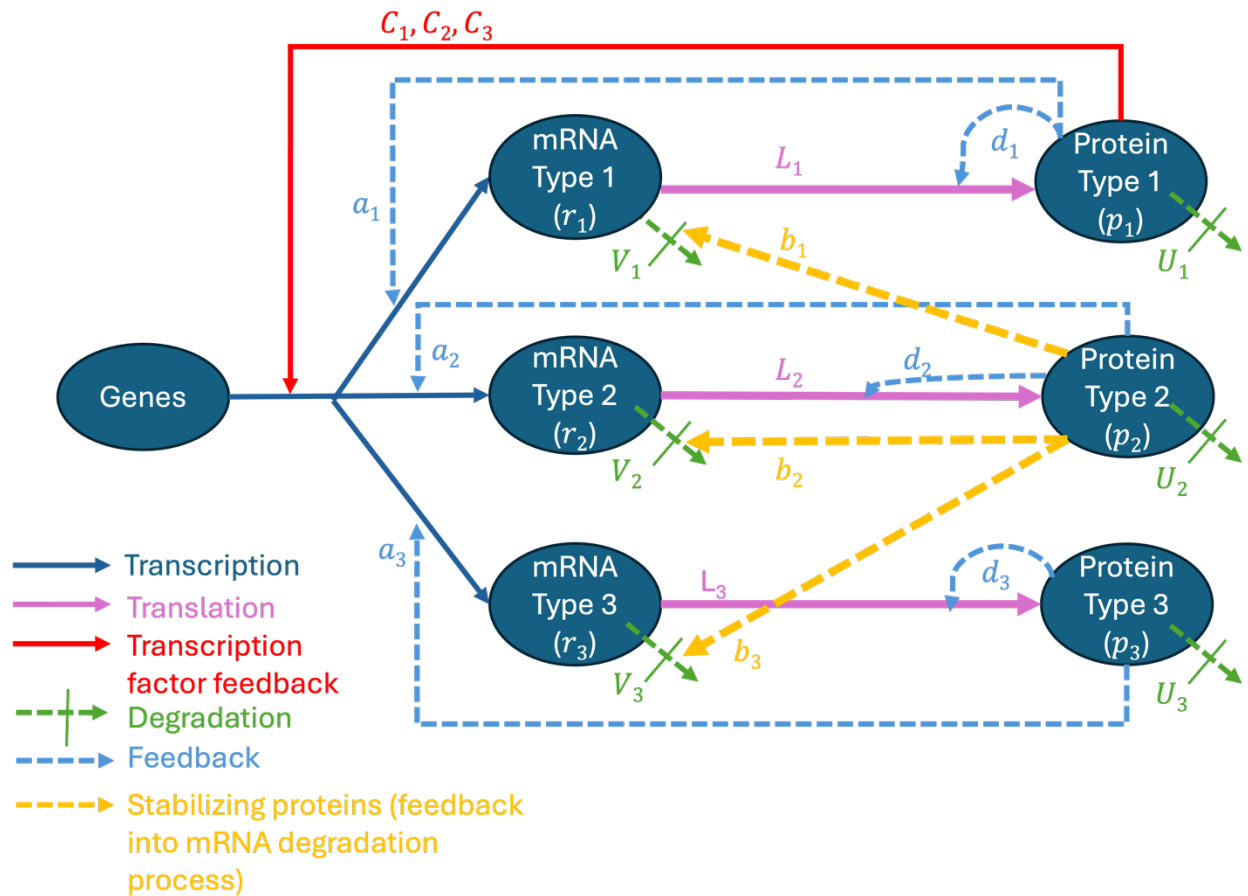 C₁, C₂, C₃
mRNA
Type 1
(r₁)
L₁
d₁
Protein
Type 1
(p₁)
a₁
V₁
b₁
U₁
Genes
a₂
mRNA
Type 2
(r₂)
L₂
d₂
Protein
Type 2
(p₂)
V₂
b₂
U₂
a₃
mRNA
Type 3
(r₃)
L₃
d₃
Protein
Type 3
(p₃)
V₃
b₃
U₃
Transcription
Translation
Transcription
factor feedback
Degradation
Feedback
Stabilizing proteins (feedback
into mRNA degradation
process)